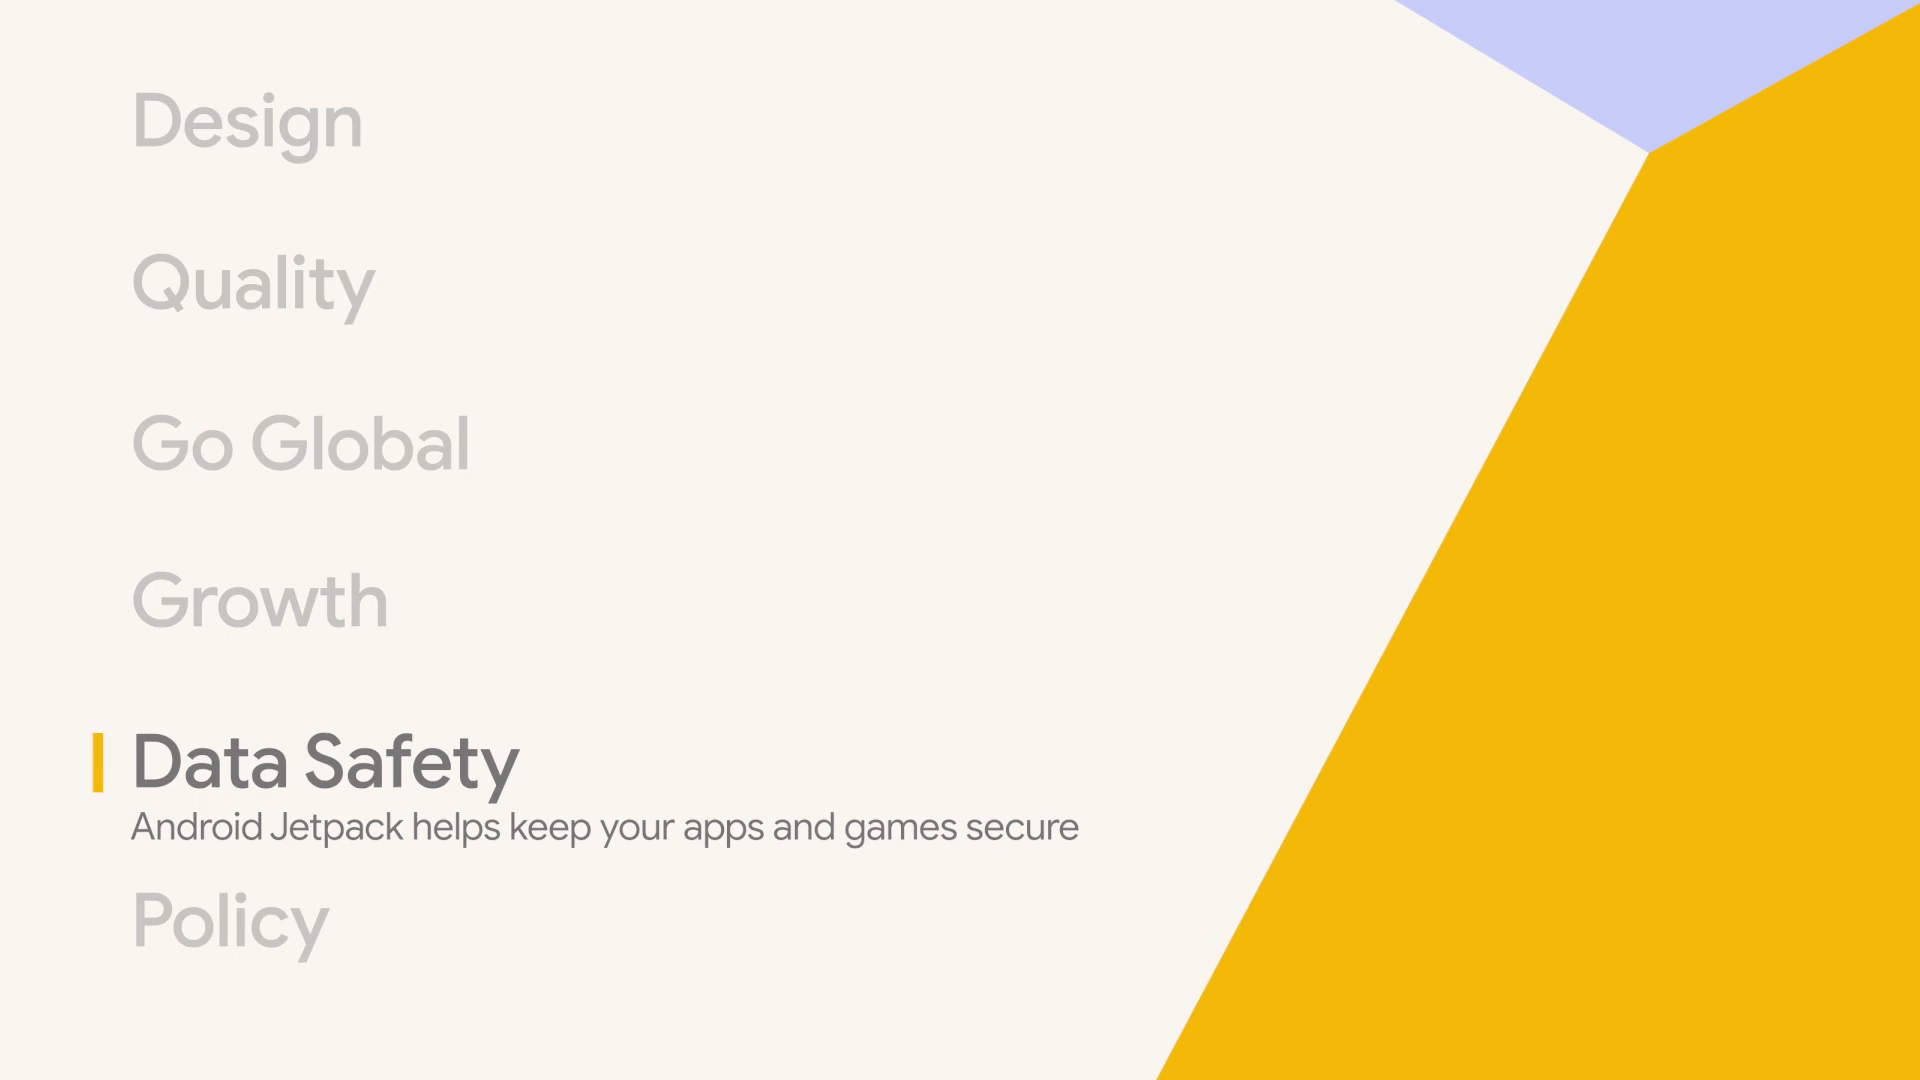 Design
Quality
Go Global
Growth
Data Safety
Android Jetpack helps keep your apps and games secure
Policy